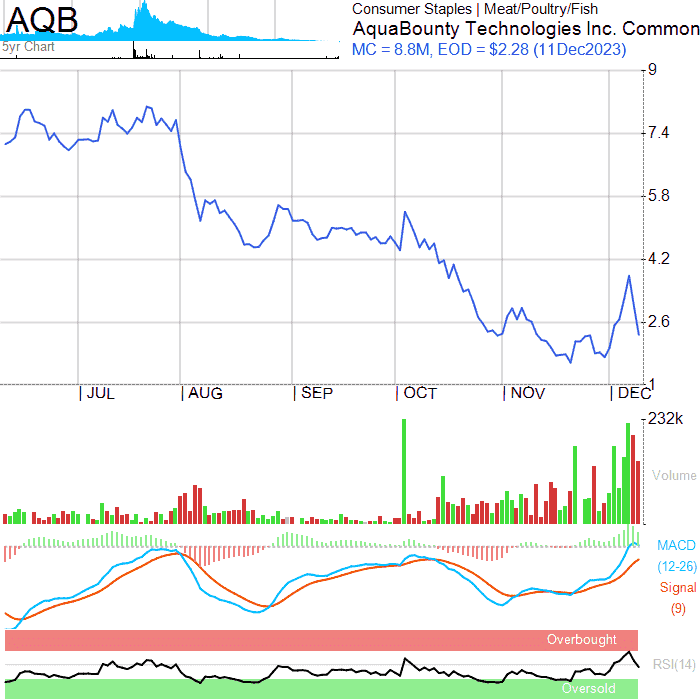 AQB
5yr Chart
Consumer Staples | Meat/Poultry/Fish
AquaBounty Technologies Inc. Common
MC = 8.8M, EOD = $2.28 (11Dec2023)
9
7.4
5.8
4.2
2.6
1
JUL
AUG
SEP
OCT
NOV
DEC
232k
Volume
MACD
(12-26)
Signal
(9)
Overbought
RSI(14)
Oversold